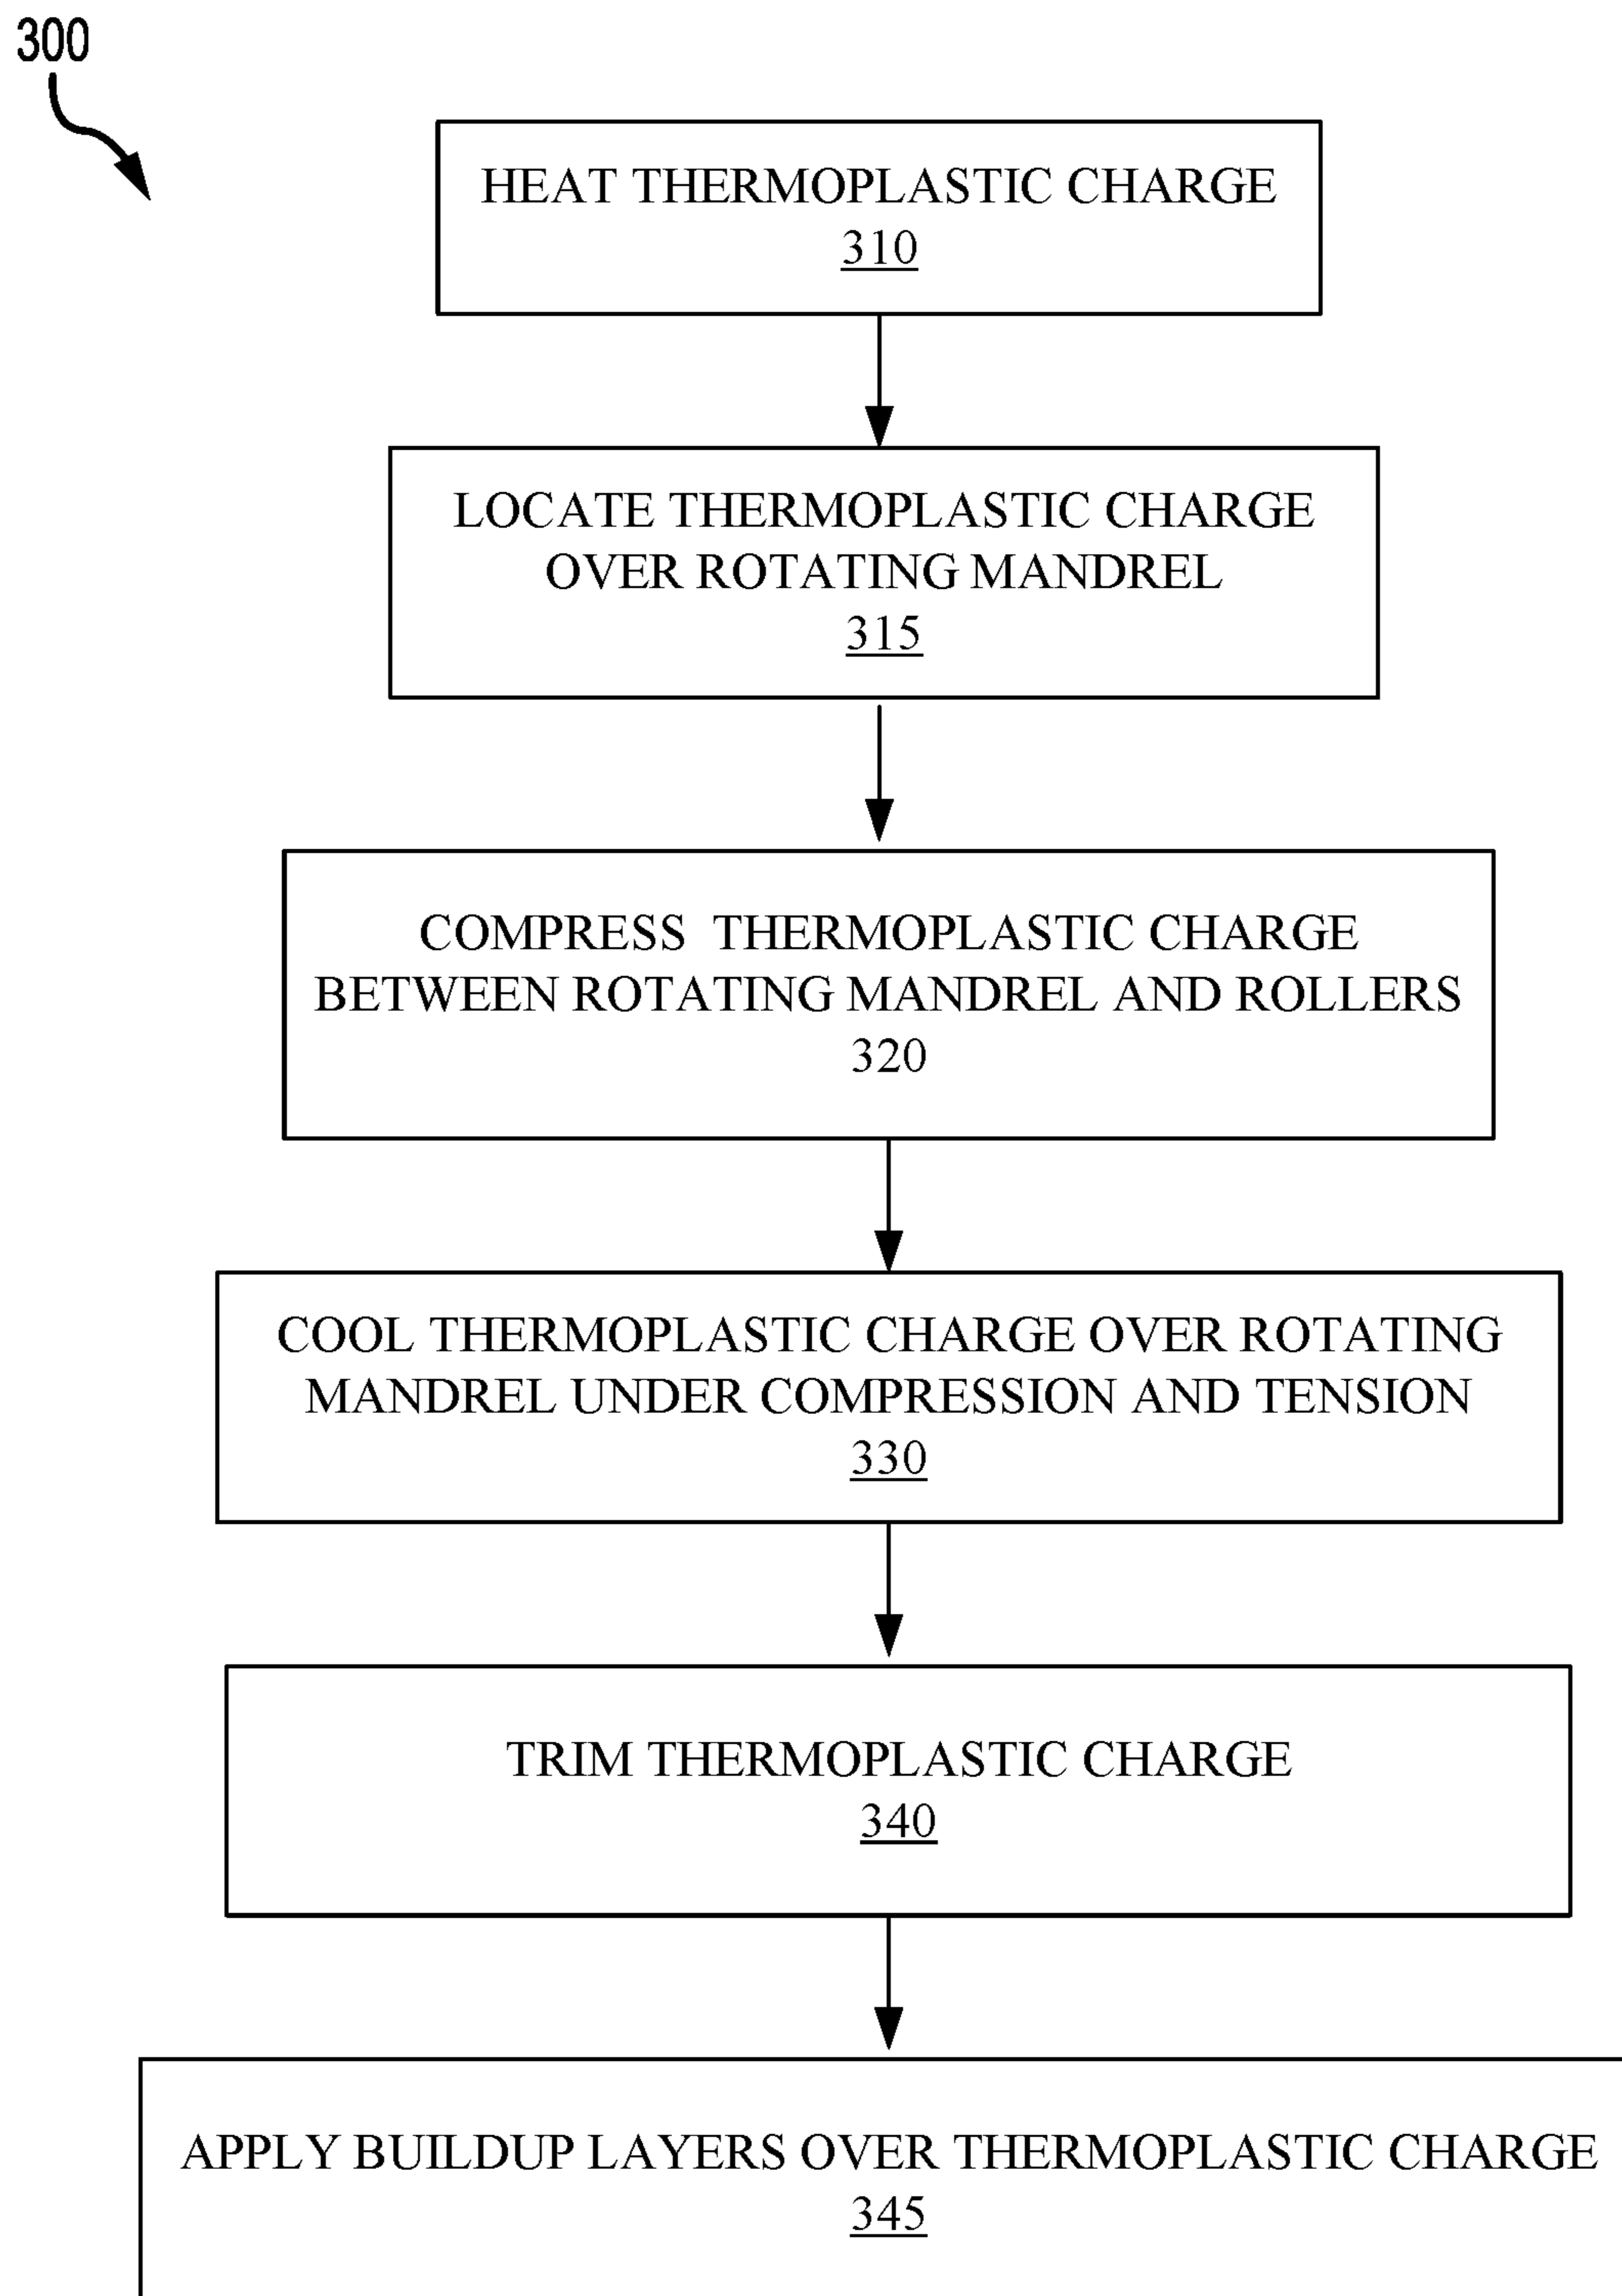 300
HEAT THERMOPLASTIC CHARGE
310
LOCATE THERMOPLASTIC CHARGE
OVER ROTATING MANDREL
315
COMPRESS THERMOPLASTIC CHARGE
BETWEEN ROTATING MANDREL AND ROLLERS
320
COOL THERMOPLASTIC CHARGE OVER ROTATING
MANDREL UNDER COMPRESSION AND TENSION
330
TRIM THERMOPLASTIC CHARGE
340
APPLY BUILDUP LAYERS OVER THERMOPLASTIC CHARGE
345